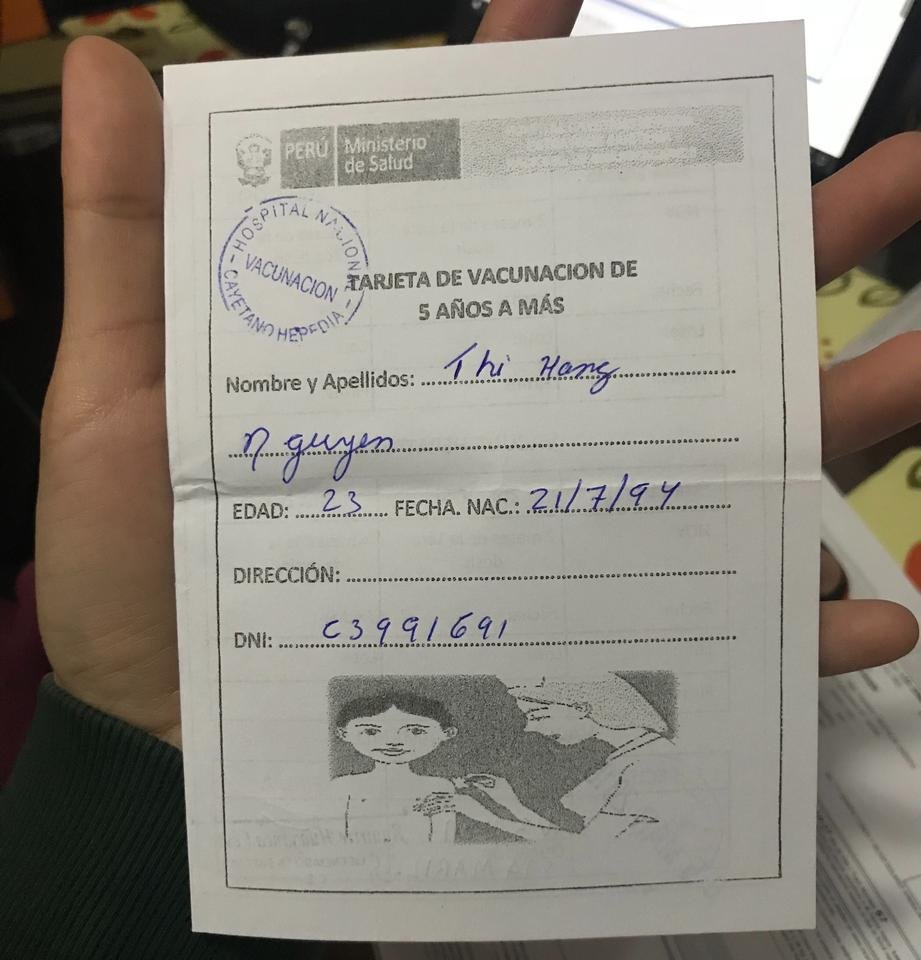 PERÚ Ministerio
de Salud
HOSPITAL NACIONAL
VACUNACION
CAYETANO HEREDIA
TARJETA DE VACUNACION DE
5 AÑOS A MÁS
Nombre y Apellidos: Thi Hang
Nguyen
EDAD: 23 FECHA. NAC.: 21/7/94
DIRECCIÓN:
DNI: C3991691